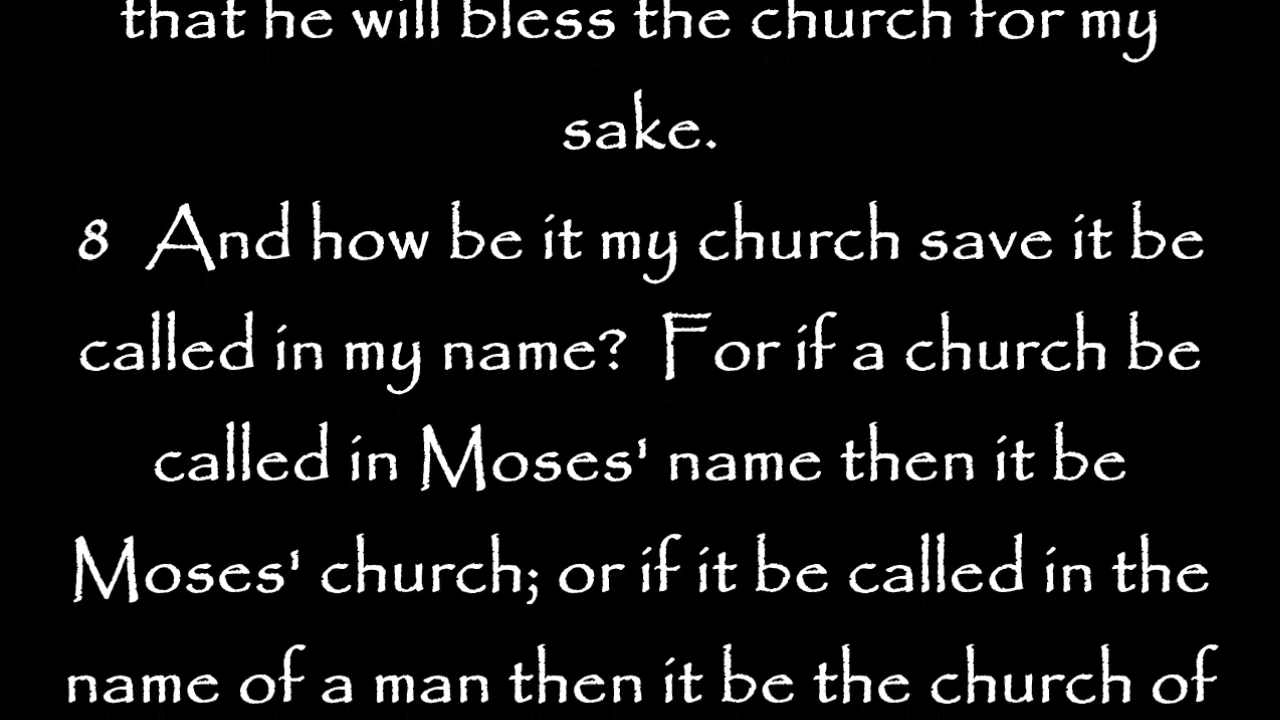 that he will bless the church for my
sake.
8 And how be it my church save it be
called in my name? For if a church be
called in Moses' name then it be
Moses' church; or if it be called in the
name of a man then it be the church of